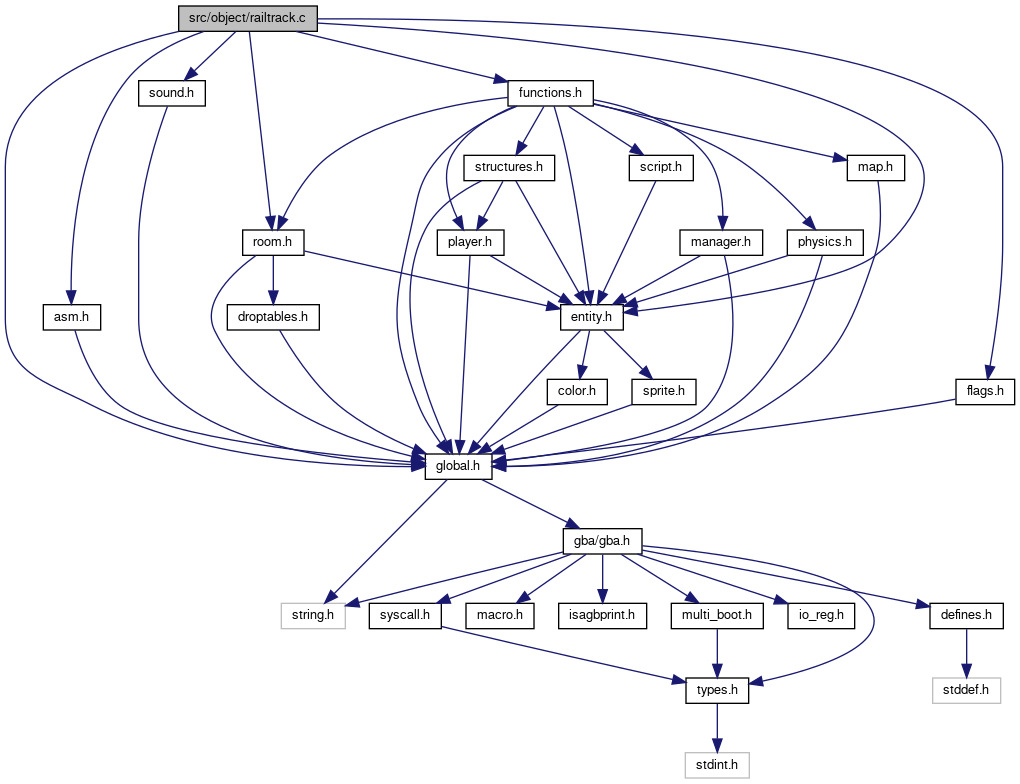 src/object/railtrack.c
sound.h
functions.h
structures.h
script.h
map.h
room.h
player.h
manager.h
physics.h
asm.h
droptables.h
entity.h
color.h
sprite.h
flags.h
global.h
gba/gba.h
string.h
syscall.h
macro.h
isagbprint.h
multi_boot.h
io_reg.h
defines.h
types.h
stddef.h
stdint.h